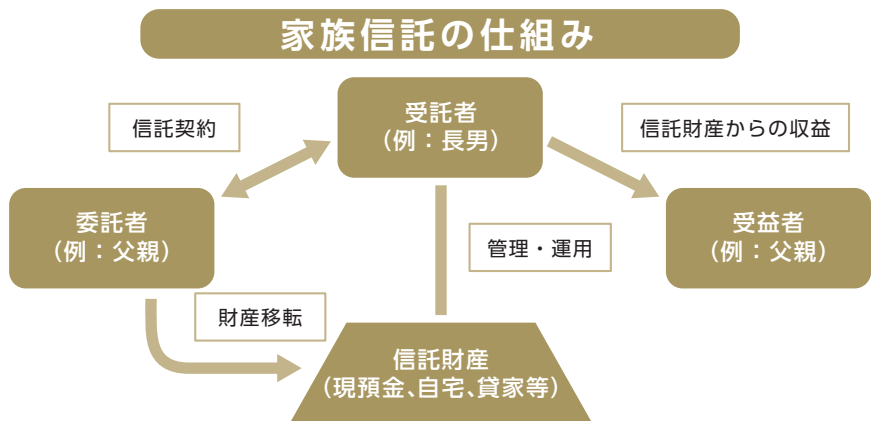 家族信託の仕組み
受託者
(例:長男)
信託契約
信託財産からの収益
委託者
(例:父親)
受益者
(例:父親)
管理・運用
財産移転
信託財産
(現預金、自宅、貸家等)